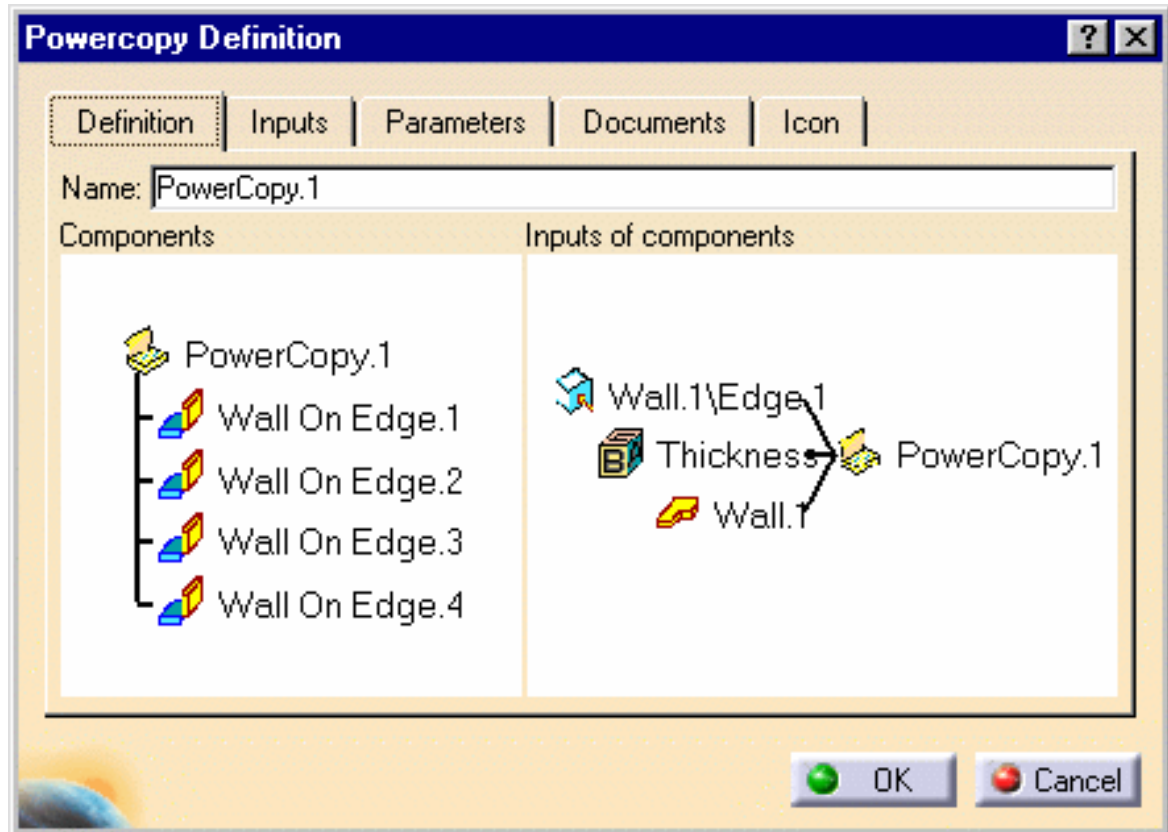 Powercopy Definition
Definition Inputs Parameters Documents Icon
Name: PowerCopy.1
Components
Inputs of components
PowerCopy.1
Wall On Edge.1
Wall On Edge.2
Wall On Edge.3
Wall On Edge.4
Wall.1\Edge.1
Thickness
Wall.1
PowerCopy.1
OK Cancel